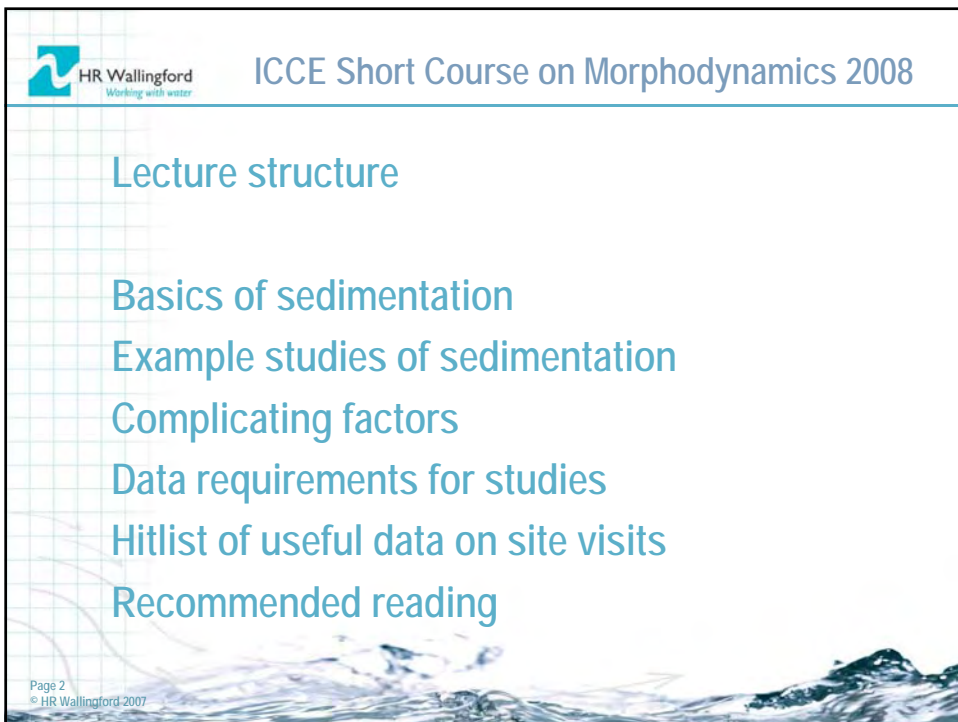 HR Wallingford
Working with water
ICCE Short Course on Morphodynamics 2008
Lecture structure
Basics of sedimentation
Example studies of sedimentation
Complicating factors
Data requirements for studies
Hitlist of useful data on site visits
Recommended reading
Page 2
© HR Wallingford 2007